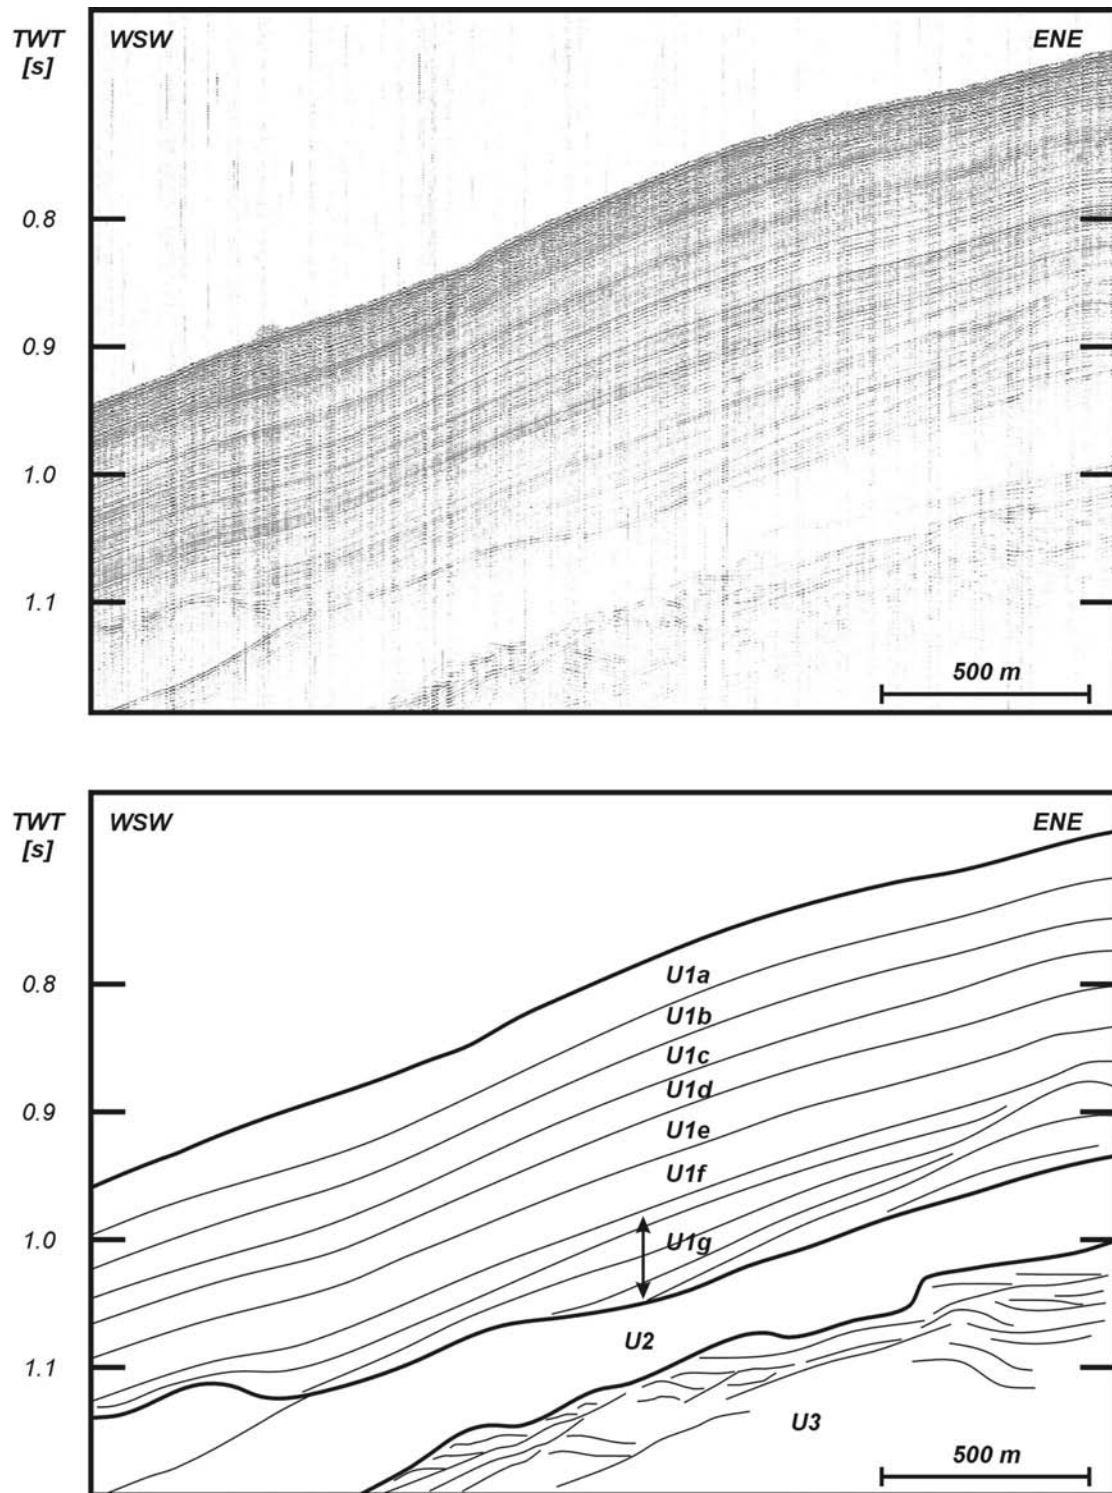 TWT WSW ENE
[s]
0.8
0.9
1.0
1.1
500 m
TWT WSW ENE
[s]
0.8
U1a
U1b
U1c
U1d
0.9
U1e
U1f
1.0
U1g
U2
1.1
U3
500 m